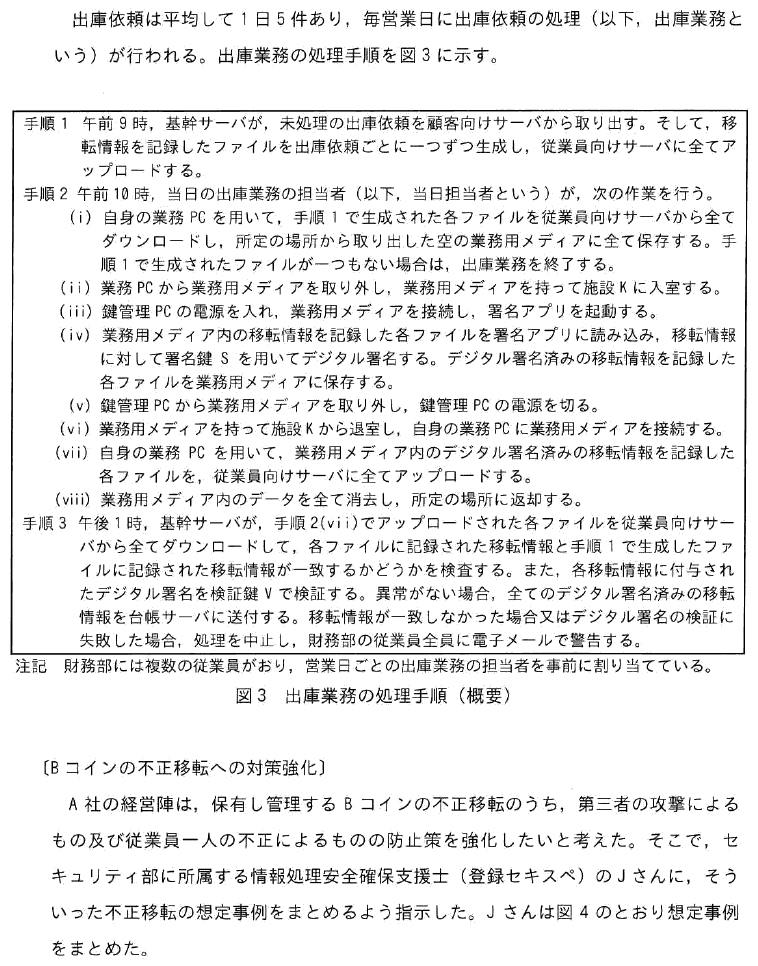 出庫依頼は平均して１日５件あり，毎営業日に出庫依頼の処理（以下，出庫業務と
いう）が行われる。出庫業務の処理手順を図３に示す。
手順１ 午前９時，基幹サーバが，未処理の出庫依頼を顧客向けサーバから取り出す。そして，移
転情報を記録したファイルを出庫依頼ごとに一つずつ生成し，従業員向けサーバに全てア
ップロードする。
手順２ 午前10時，当日の出庫業務の担当者（以下，当日担当者という）が，次の作業を行う。
(i) 自身の業務 PC を用いて，手順１で生成された各ファイルを従業員向けサーバから全て
ダウンロードし，所定の場所から取り出した空の業務用メディアに全て保存する。手
順１で生成されたファイルが一つもない場合は，出庫業務を終了する。
(ii) 業務 PC から業務用メディアを取り外し，業務用メディアを持って施設 K に入室する。
(iii) 鍵管理 PC の電源を入れ，業務用メディアを接続し，署名アプリを起動する。
(iv) 業務用メディア内の移転情報を記録した各ファイルを署名アプリに読み込み，移転情報
に対して署名鍵 S を用いてデジタル署名する。デジタル署名済みの移転情報を記録した
各ファイルを業務用メディアに保存する。
(v) 鍵管理 PC から業務用メディアを取り外し，鍵管理 PC の電源を切る。
(vi) 業務用メディアを持って施設 K から退室し，自身の業務 PC に業務用メディアを接続する。
(vii) 自身の業務 PC を用いて，業務用メディア内のデジタル署名済みの移転情報を記録した
各ファイルを，従業員向けサーバに全てアップロードする。
(viii) 業務用メディア内のデータを全て消去し，所定の場所に返却する。
手順３ 午後１時，基幹サーバが，手順２(vii)でアップロードされた各ファイルを従業員向けサー
バから全てダウンロードして，各ファイルに記録された移転情報と手順１で生成したファ
イルに記録された移転情報が一致するかどうかを検査する。また，各移転情報に付与され
たデジタル署名を検証鍵 V で検証する。異常がない場合，全てのデジタル署名済みの移転
情報を台帳サーバに送付する。移転情報が一致しなかった場合又はデジタル署名の検証に
失敗した場合，処理を中止し，財務部の従業員全員に電子メールで警告する。
注記 財務部には複数の従業員がおり，営業日ごとの出庫業務の担当者を事前に割り当てている。
図３ 出庫業務の処理手順（概要）
〔B コインの不正移転への対策強化〕
A 社の経営陣は，保有し管理する B コインの不正移転のうち，第三者の攻撃による
もの及び従業員一人の不正によるものの防止策を強化したいと考えた。そこで，セ
キュリティ部に所属する情報処理安全確保支援士（登録セキスペ）の J さんに，そう
いった不正移転の想定事例をまとめるよう指示した。J さんは図４のとおり想定事例
をまとめた。